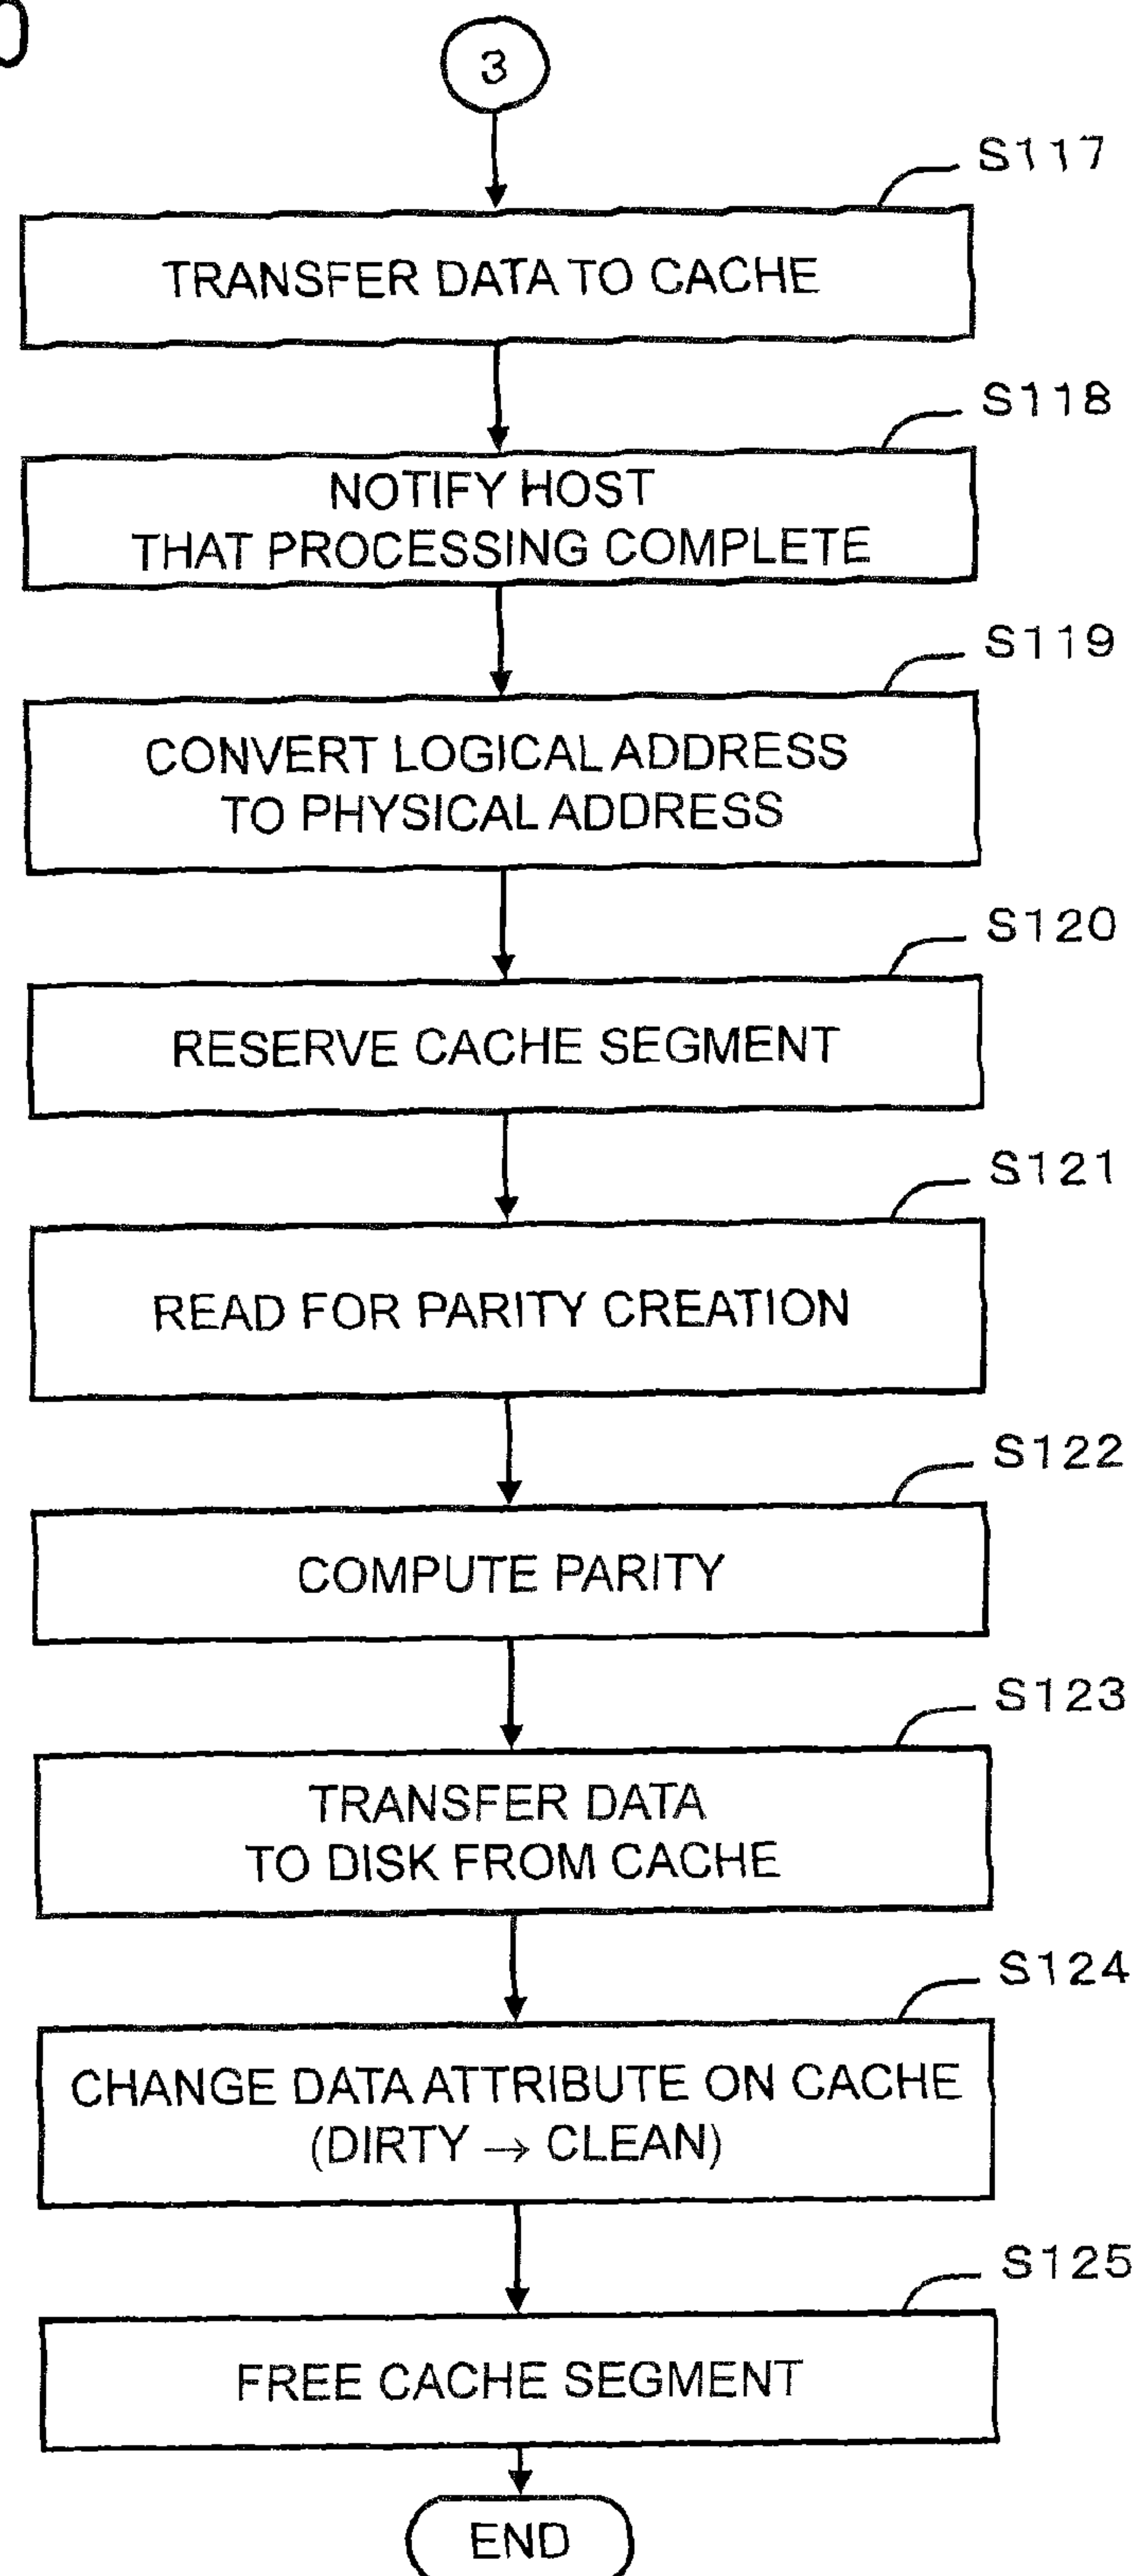 3
S117
TRANSFER DATA TO CACHE
S118
NOTIFY HOST
THAT PROCESSING COMPLETE
S119
CONVERT LOGICAL ADDRESS
TO PHYSICAL ADDRESS
S120
RESERVE CACHE SEGMENT
S121
READ FOR PARITY CREATION
S122
COMPUTE PARITY
S123
TRANSFER DATA
TO DISK FROM CACHE
S124
CHANGE DATA ATTRIBUTE ON CACHE
(DIRTY → CLEAN)
S125
FREE CACHE SEGMENT
END